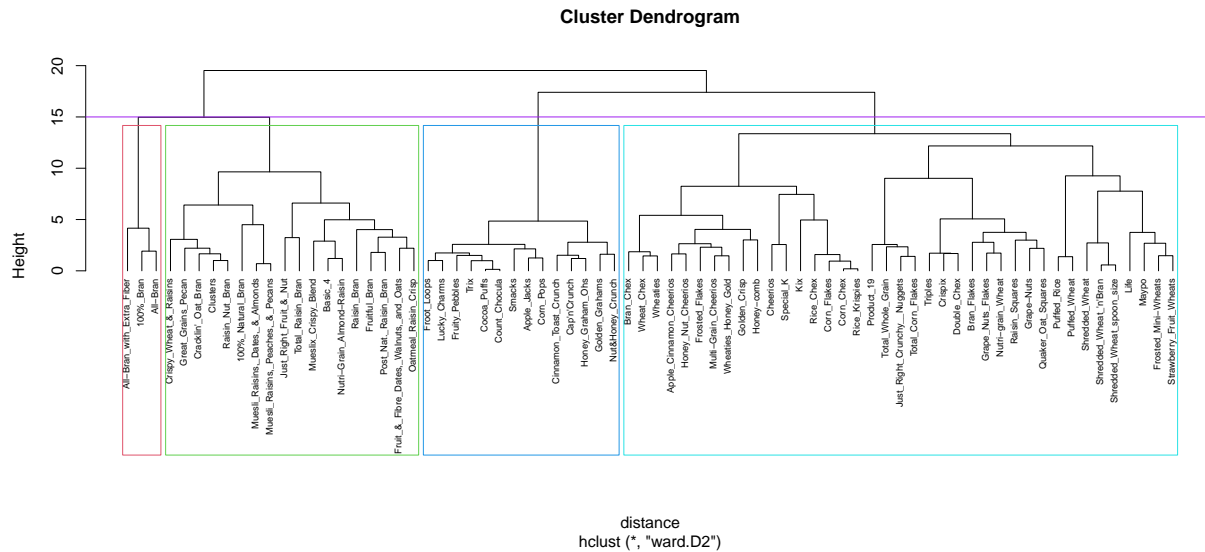 Cluster Dendrogram
Height
20
15
10
5
0
All−Bran_with_Extra_Fiber
100%_Bran
All−Bran
Crispy_Wheat_&_Raisins
Great_Grains_Pecan
Cracklin'_Oat_Bran
Clusters
Raisin_Nut_Bran
100%_Natural_Bran
Muesli_Raisins,_Dates,_&_Almonds
Muesli_Raisins,_Peaches,_&_Pecans
Just_Right_Fruit_&_Nut
Total_Raisin_Bran
Mueslix_Crispy_Blend
Basic_4
Nutri−Grain_Almond−Raisin
Raisin_Bran
Fruitful_Bran
Post_Nat._Raisin_Bran
Fruit_&_Fibre_Dates,_Walnuts,_and_Oats
Oatmeal_Raisin_Crisp
Froot_Loops
Lucky_Charms
Fruity_Pebbles
Trix
Cocoa_Puffs
Count_Chocula
Smacks
Apple_Jacks
Corn_Pops
Cinnamon_Toast_Crunch
Cap'n'Crunch
Honey_Graham_Ohs
Golden_Grahams
Nut&Honey_Crunch
Bran_Chex
Wheat_Chex
Wheaties
Apple_Cinnamon_Cheerios
Honey_Nut_Cheerios
Frosted_Flakes
Multi−Grain_Cheerios
Wheaties_Honey_Gold
Golden_Crisp
Honey−comb
Cheerios
Special_K
Kix
Rice_Chex
Corn_Flakes
Corn_Chex
Rice_Krispies
Product_19
Total_Whole_Grain
Just_Right_Crunchy__Nuggets
Total_Corn_Flakes
Triples
Crispix
Double_Chex
Bran_Flakes
Grape_Nuts_Flakes
Nutri−grain_Wheat
Grape−Nuts
Raisin_Squares
Quaker_Oat_Squares
Puffed_Rice
Puffed_Wheat
Shredded_Wheat
Shredded_Wheat_'n'Bran
Shredded_Wheat_spoon_size
Life
Maypo
Frosted_Mini−Wheats
Strawberry_Fruit_Wheats
distance
hclust (*, "ward.D2")